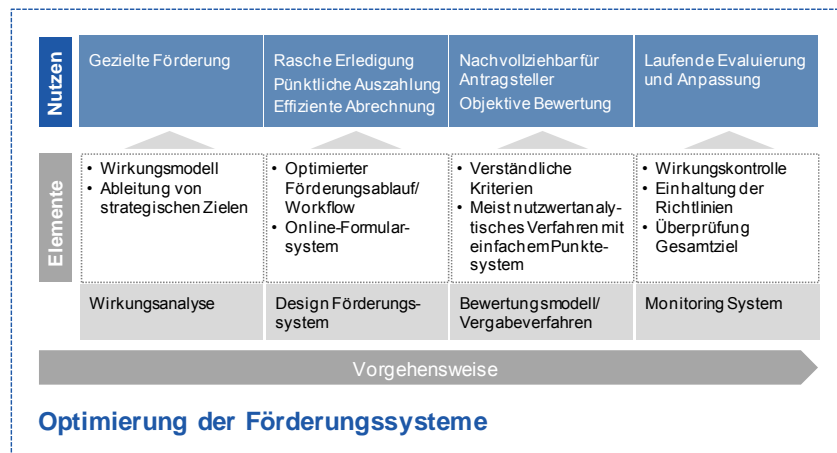 Nutzen
Gezielte Förderung
Rasche Erledigung
Pünktliche Auszahlung
Effiziente Abrechnung
Nachvollziehbar für
Antragsteller
Objektive Bewertung
Laufende Evaluierung
und Anpassung
Elemente
• Wirkungsmodell
• Ableitung von
strategischen Zielen
• Optimierter
Förderungsablauf/
Workflow
• Online-Formular-
system
• Verständliche
Kriterien
• Meist nutzwertanaly-
tisches Verfahren mit
einfachem Punkte-
system
• Wirkungskontrolle
• Einhaltung der
Richtlinien
• Überprüfung
Gesamtziel
Wirkungsanalyse
Design Förderungs-
system
Bewertungsmodell/
Vergabeverfahren
Monitoring System
Vorgehensweise
Optimierung der Förderungssysteme